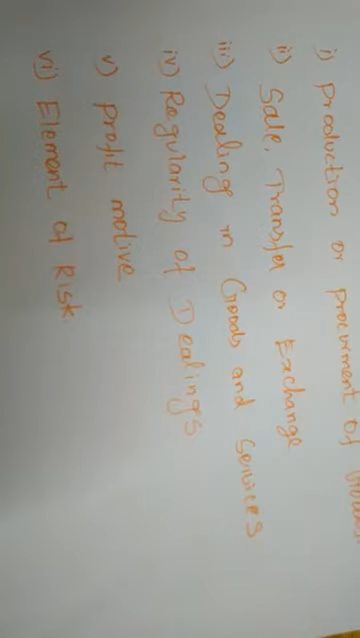 i) Production or Procurment of
ii) Sale, Transfer or Exchange
iii) Dealing in Goods and Services
iv) Regularity of Dealings
v) Profit motive
vi) Element of Risk.